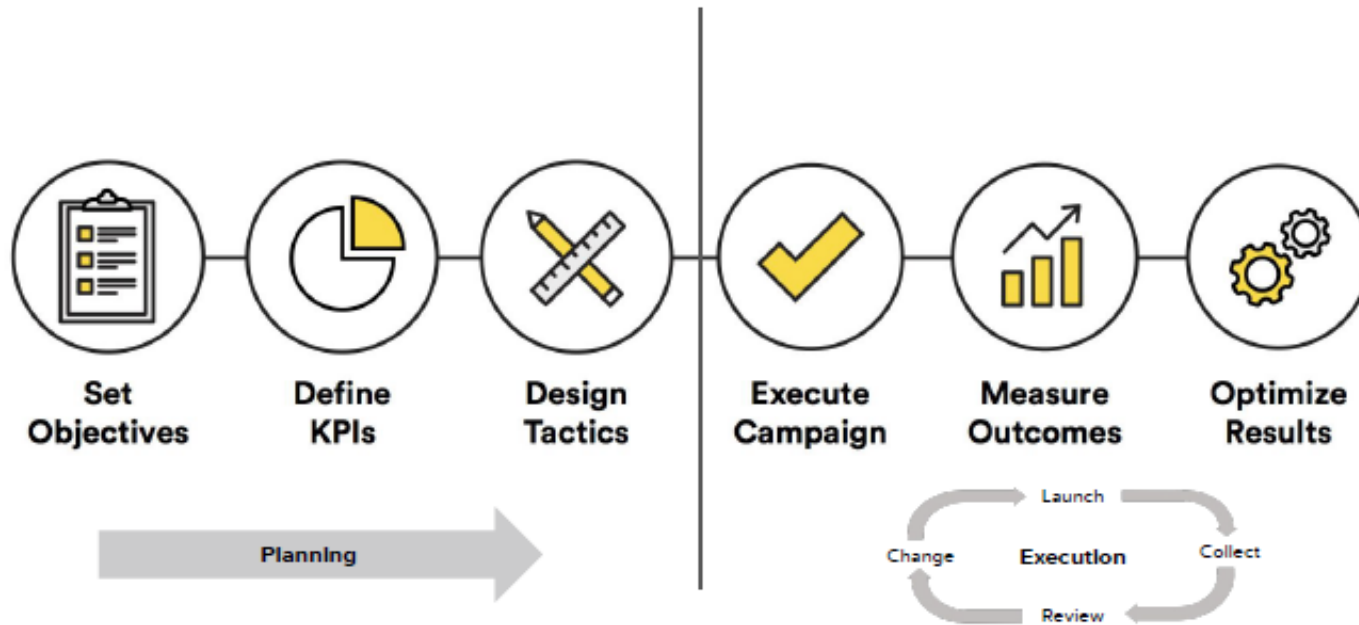 Set
Objectives
Define
KPIs
Design
Tactics
Execute
Campaign
Measure
Outcomes
Optimize
Results
Planning
Launch
Change
Execution
Collect
Review